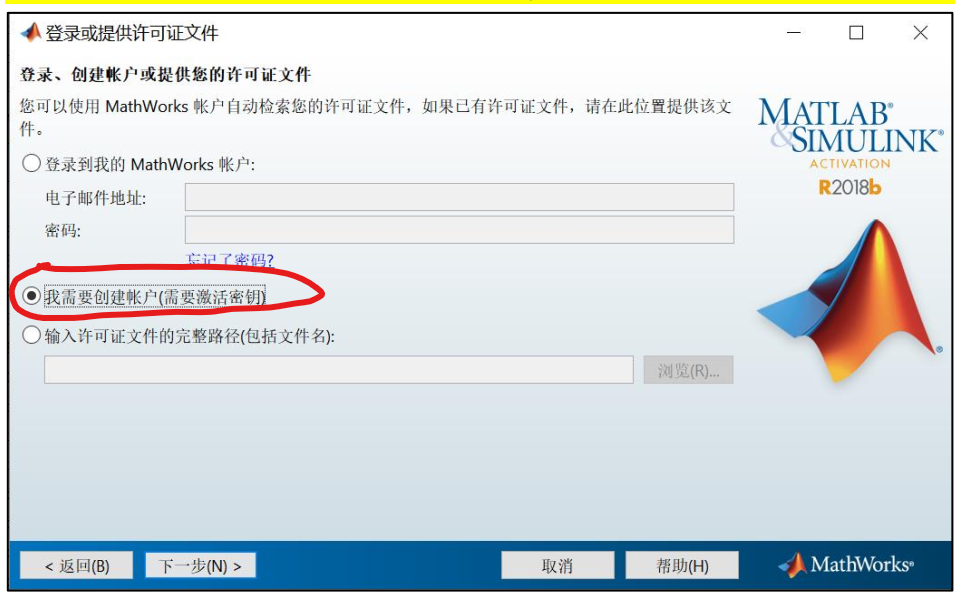 登录或提供许可证文件
登录、创建帐户或提供您的许可证文件
您可以使用 MathWorks 帐户自动检索您的许可证文件，如果已有许可证文件，请在此位置提供该文
件。
登录到我的 MathWorks 帐户:
电子邮件地址:
密码:
忘记了密码?
我需要创建帐户(需要激活密钥)
输入许可证文件的完整路径(包括文件名):
浏览(R)...
MATLAB®
&SIMULINK®
ACTIVATION
R2018b
< 返回(B)
下一步(N) >
取消
帮助(H)
MathWorks®